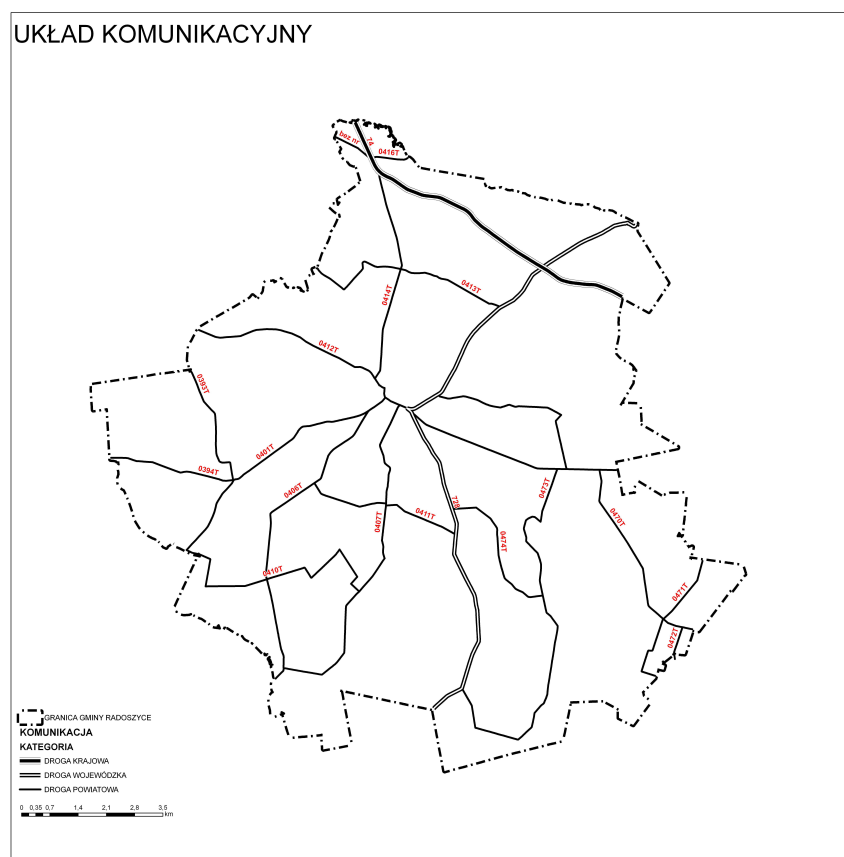 UKŁAD KOMUNIKACYJNY
bez nr
74
0416T
0414T
0413T
0412T
0393T
0401T
0394T
0406T
0407T
0411T
728
0474T
0473T
0470T
0410T
0471T
0472T
GRANICA GMINY RADOSZYCE
KOMUNIKACJA
KATEGORIA
DROGA KRAJOWA
DROGA WOJEWÓDZKA
DROGA POWIATOWA
0 0,35 0,7 1,4 2,1 2,8 3,5
km